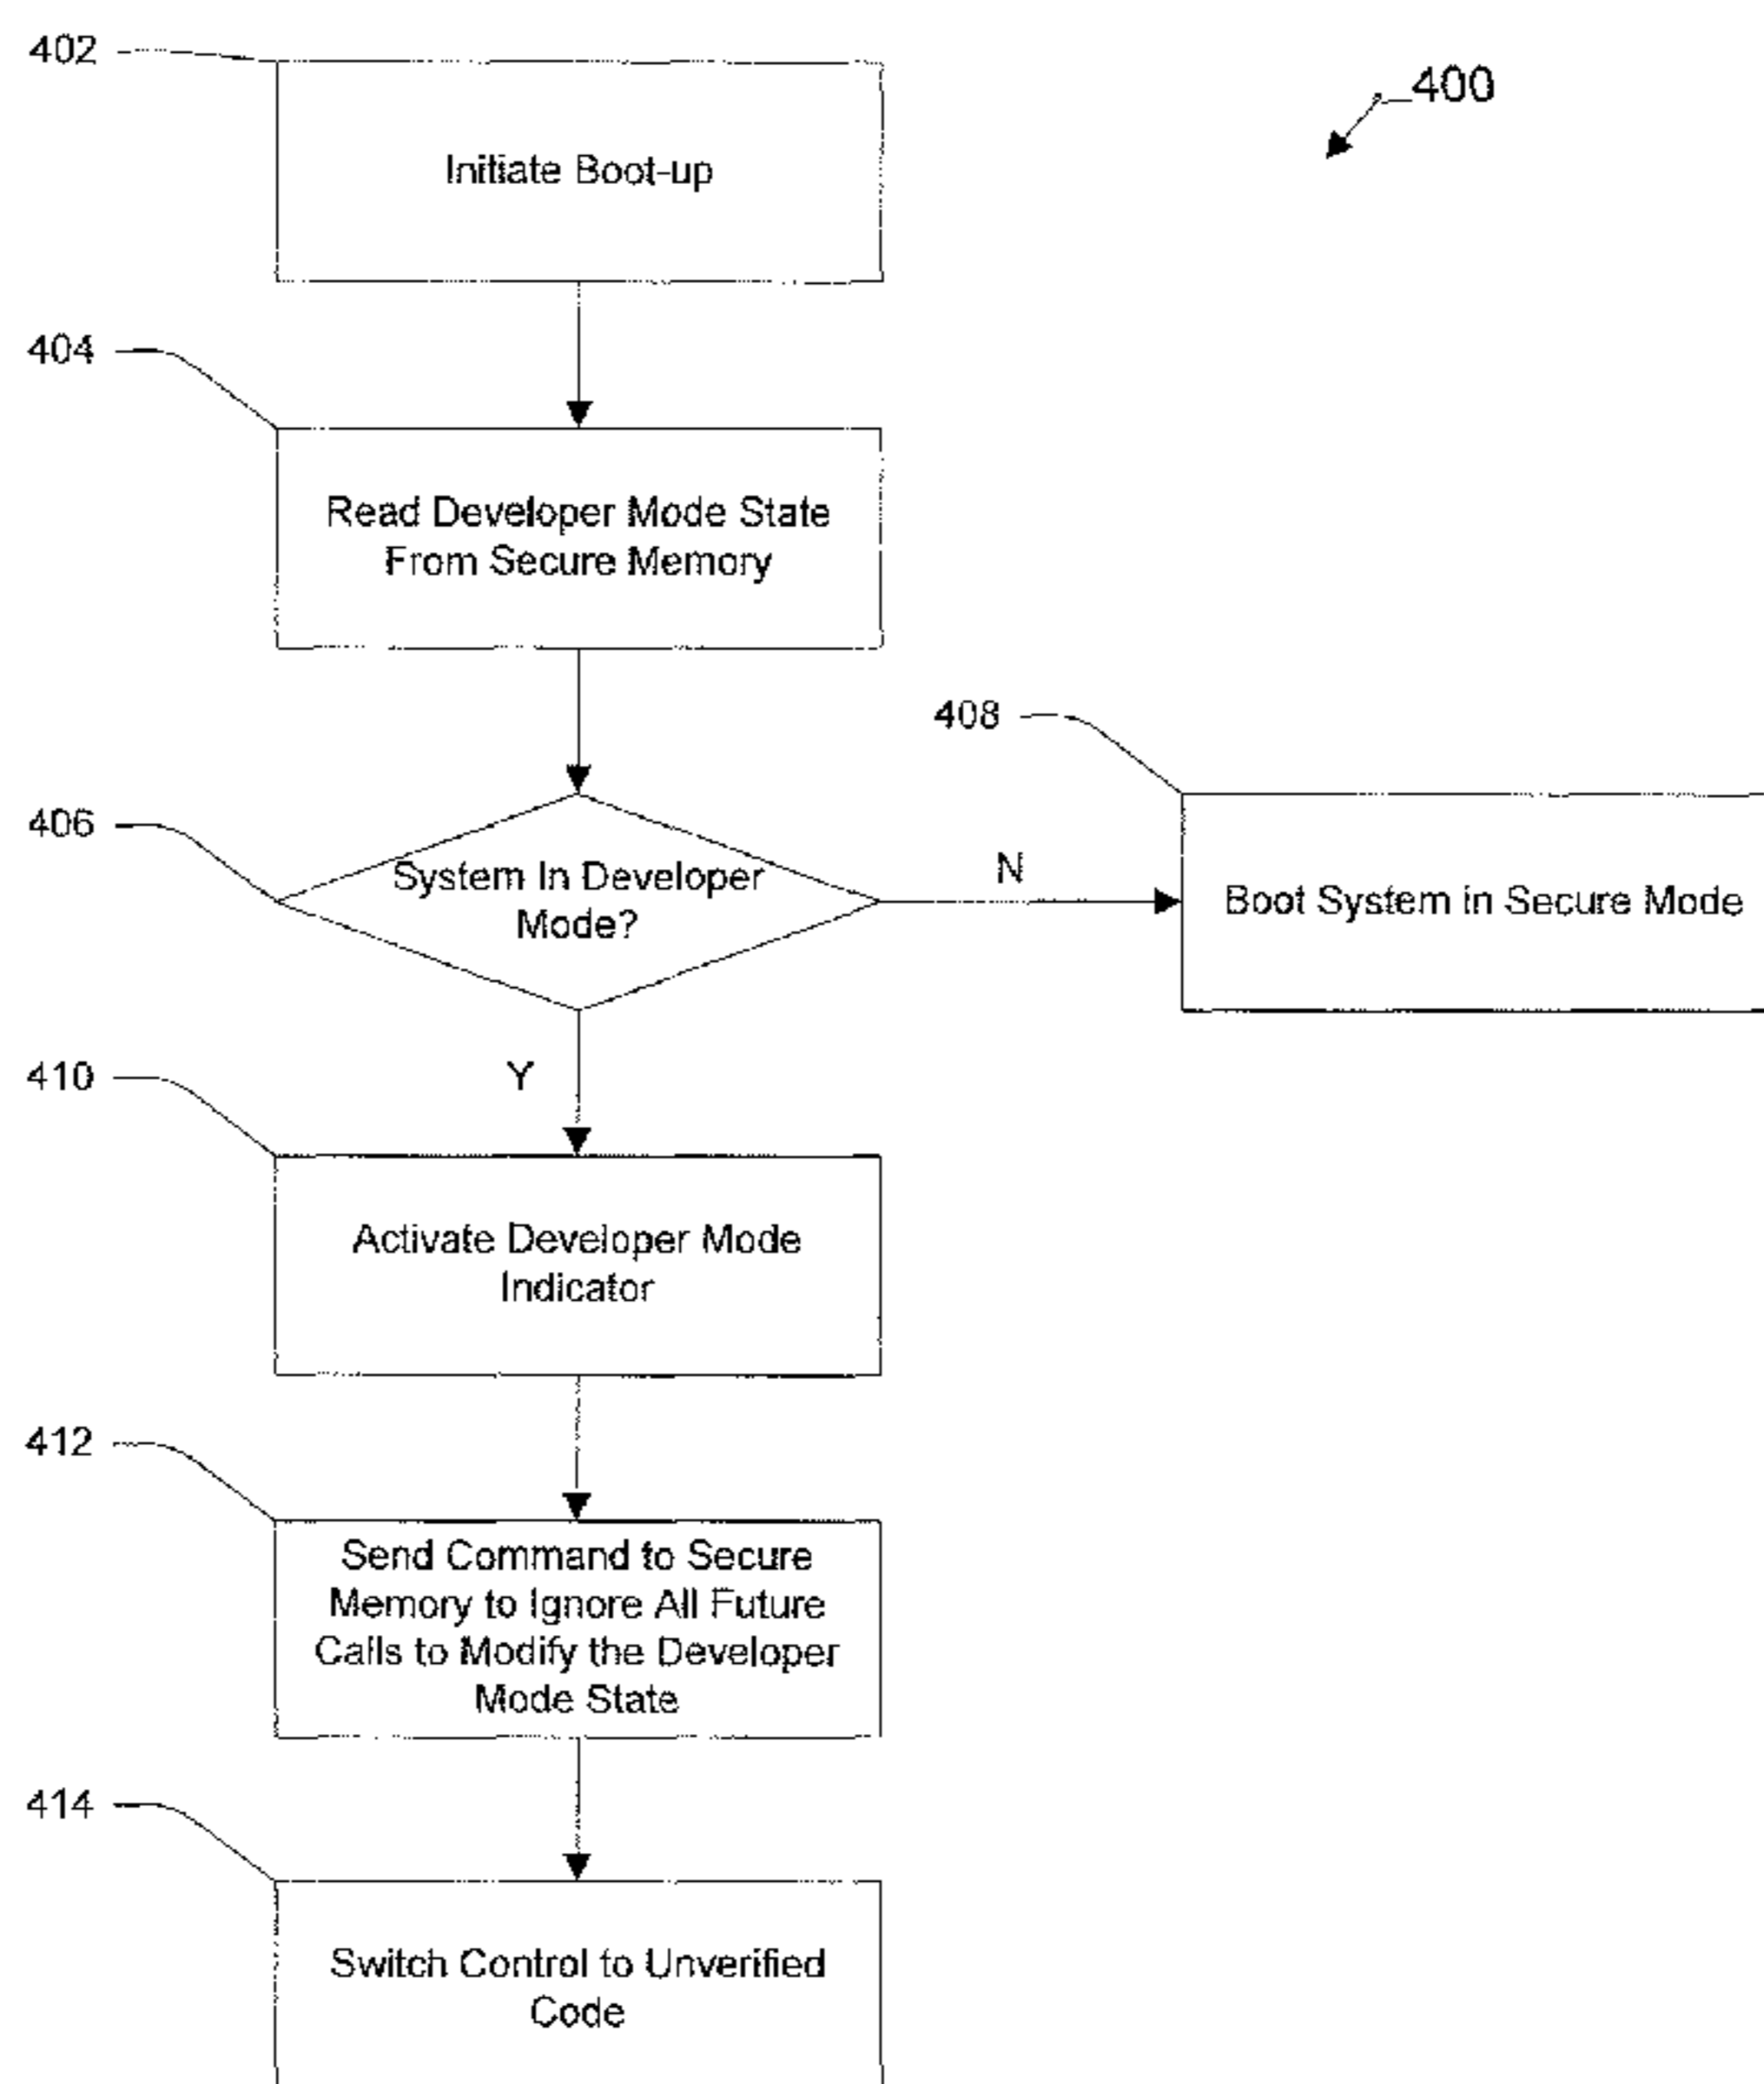 402
400
Initiate Boot-up
404
Read Developer Mode State
From Secure Memory
408
406
System In Developer
Mode?
N
Boot System in Secure Mode
410
Y
Activate Developer Mode
Indicator
412
Send Command to Secure
Memory to Ignore All Future
Calls to Modify the Developer
Mode State
414
Switch Control to Unverified
Code